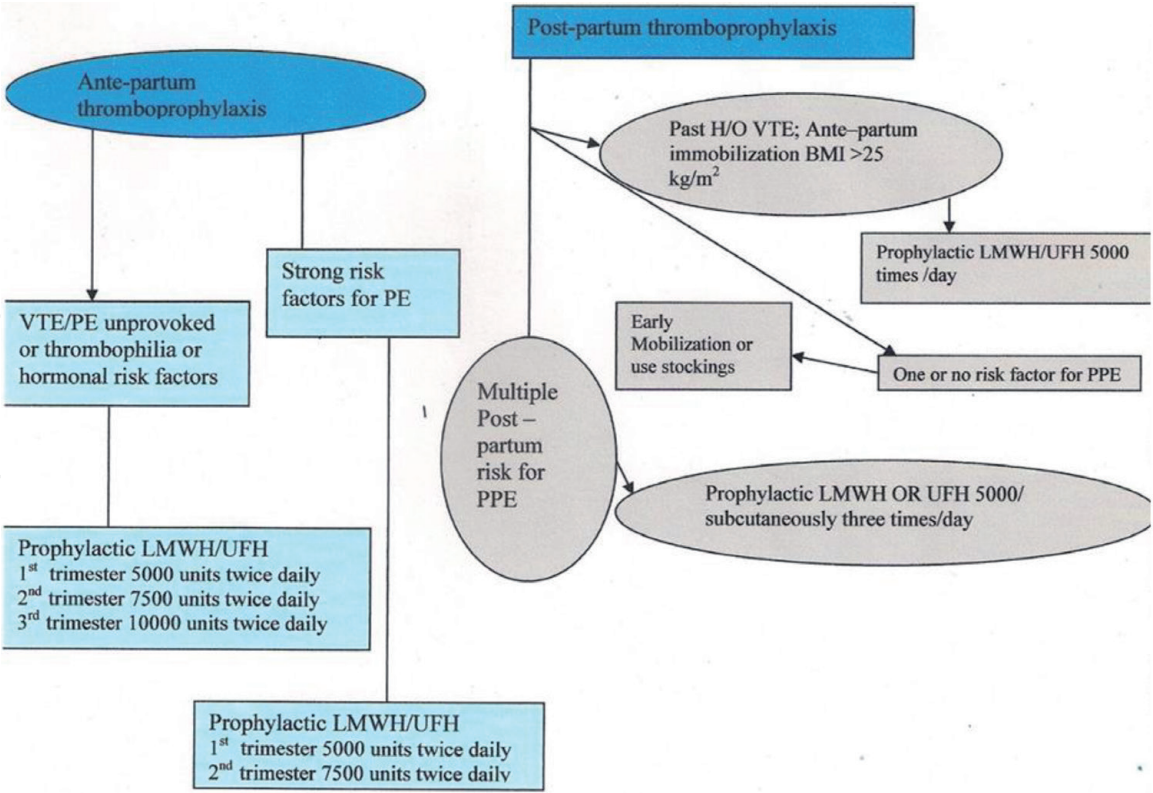 Ante-partum
thromboprophylaxis
VTE/PE unprovoked
or thrombophilia or
hormonal risk factors
Strong risk
factors for PE
Prophylactic LMWH/UFH
1st trimester 5000 units twice daily
2nd trimester 7500 units twice daily
3rd trimester 10000 units twice daily
Prophylactic LMWH/UFH
1st trimester 5000 units twice daily
2nd trimester 7500 units twice daily
Post-partum thromboprophylaxis
Past H/O VTE; Ante–partum
immobilization BMI >25
kg/m2
Prophylactic LMWH/UFH 5000
times /day
One or no risk factor for PPE
Early
Mobilization or
use stockings
Multiple
Post –
partum
risk for
PPE
Prophylactic LMWH OR UFH 5000/
subcutaneously three times/day